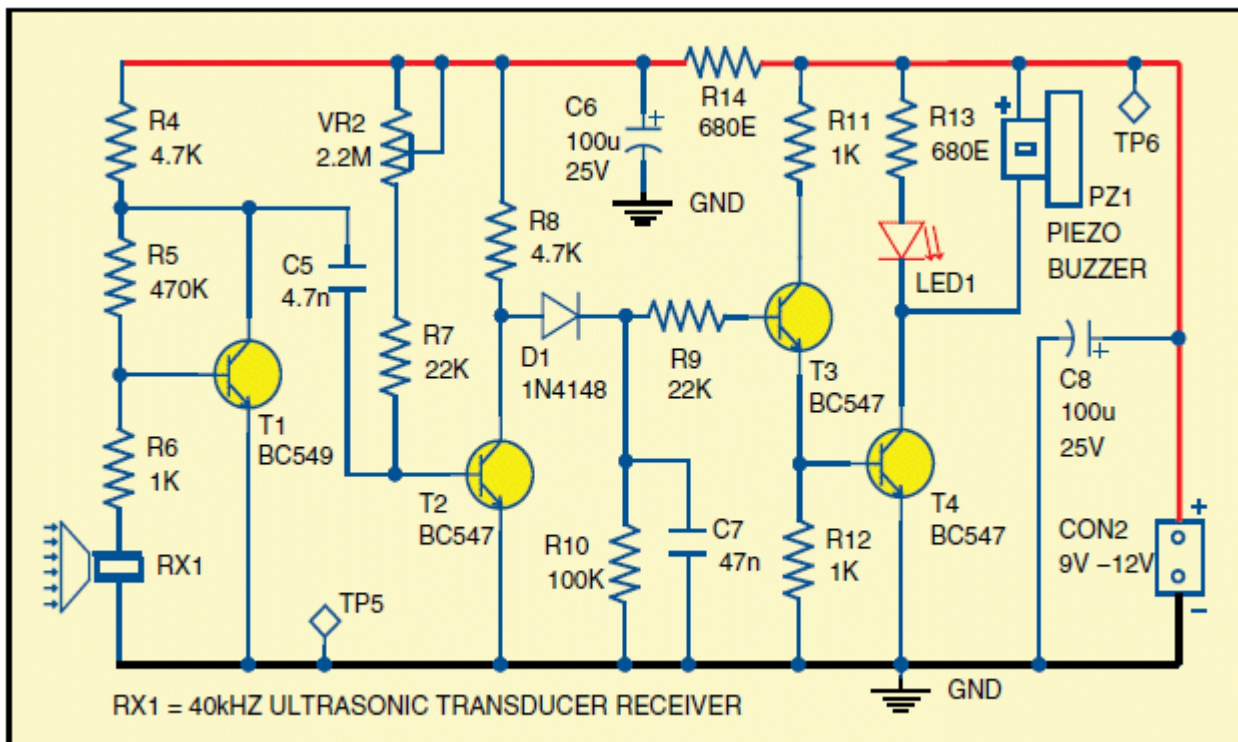 R4
4.7K
VR2
2.2M
C6
100u
25V
+
GND
R14
680E
R11
1K
R13
680E
+
PZ1
PIEZO
BUZZER
TP6
R5
470K
C5
4.7n
R8
4.7K
LED1
R7
22K
D1
1N4148
R9
22K
T3
BC547
C8
100u
25V
+
R6
1K
T1
BC549
T2
BC547
R10
100K
C7
47n
R12
1K
T4
BC547
CON2
9V –12V
+
–
RX1
TP5
GND
RX1 = 40kHZ ULTRASONIC TRANSDUCER RECEIVER